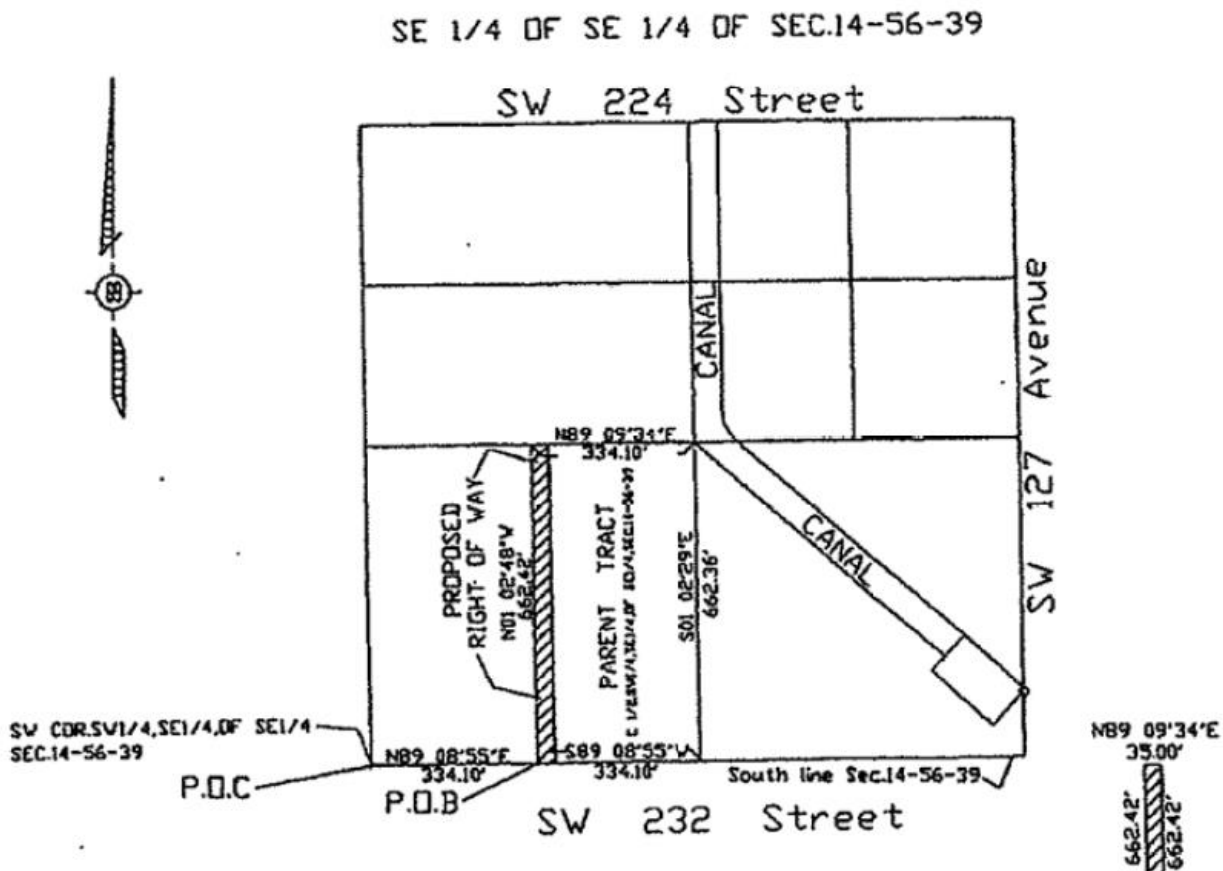 SE 1/4 OF SE 1/4 OF SEC.14-56-39
SW 224 Street
CANAL
SW 127 Avenue
N89 09'34"E
334.10'
PROPOSED
RIGHT OF WAY
N01 02'48"W
662.42'
PARENT TRACT
S01 02'29"E
662.36'
CANAL
SW COR.SW1/4,SE1/4,OF SE1/4
SEC.14-56-39
P.O.C
N89 08'55"E
334.10'
P.O.B
S89 08'55"W
334.10'
South line Sec.14-56-39
SW 232 Street
N89 09'34"E
35.00'
662.42'
662.42'